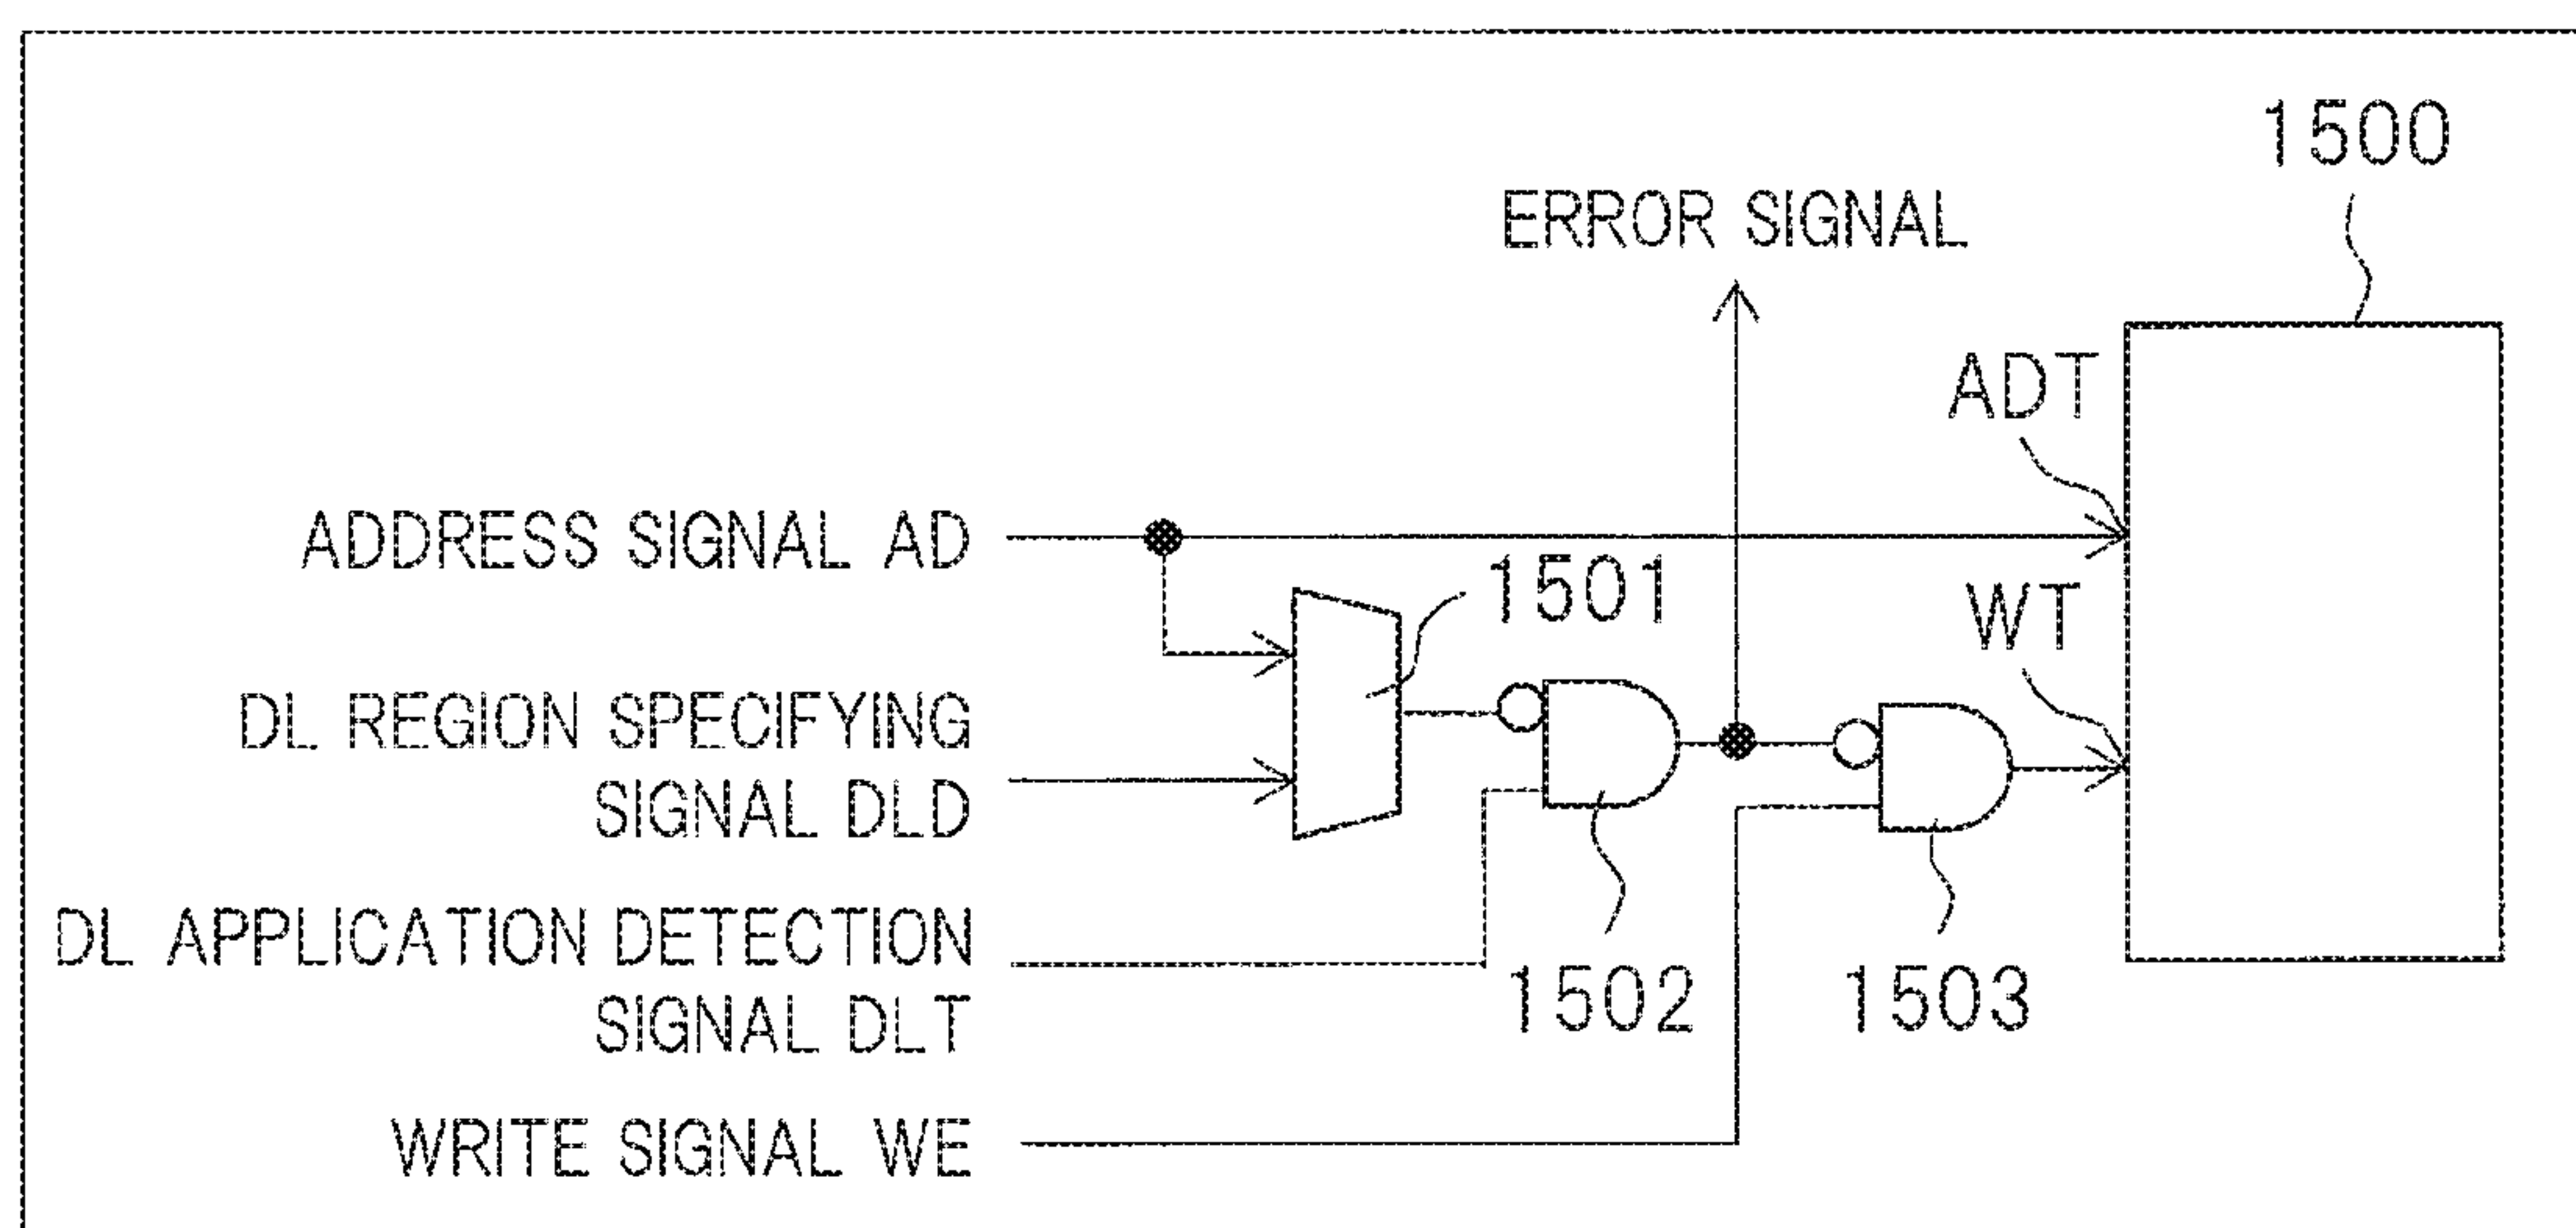 1500
ERROR SIGNAL
ADT
ADDRESS SIGNAL AD
1501
WT
DL REGION SPECIFYING
SIGNAL DLD
DL APPLICATION DETECTION
SIGNAL DLT
1502
1503
WRITE SIGNAL WE